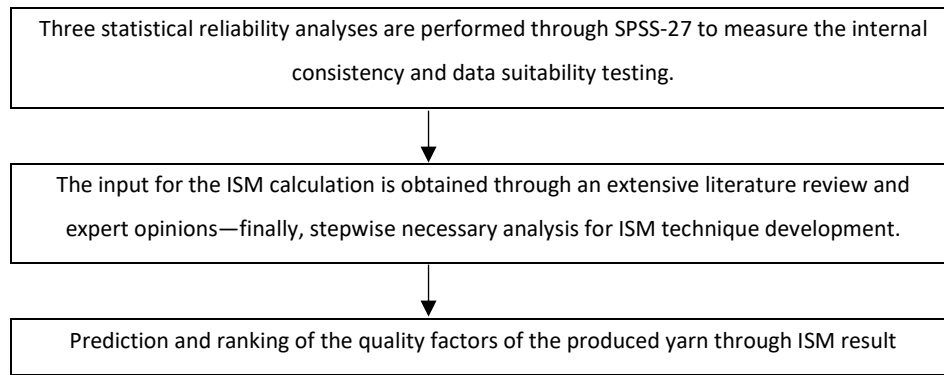 Three statistical reliability analyses are performed through SPSS-27 to measure the internal
consistency and data suitability testing.
The input for the ISM calculation is obtained through an extensive literature review and
expert opinions—finally, stepwise necessary analysis for ISM technique development.
Prediction and ranking of the quality factors of the produced yarn through ISM result